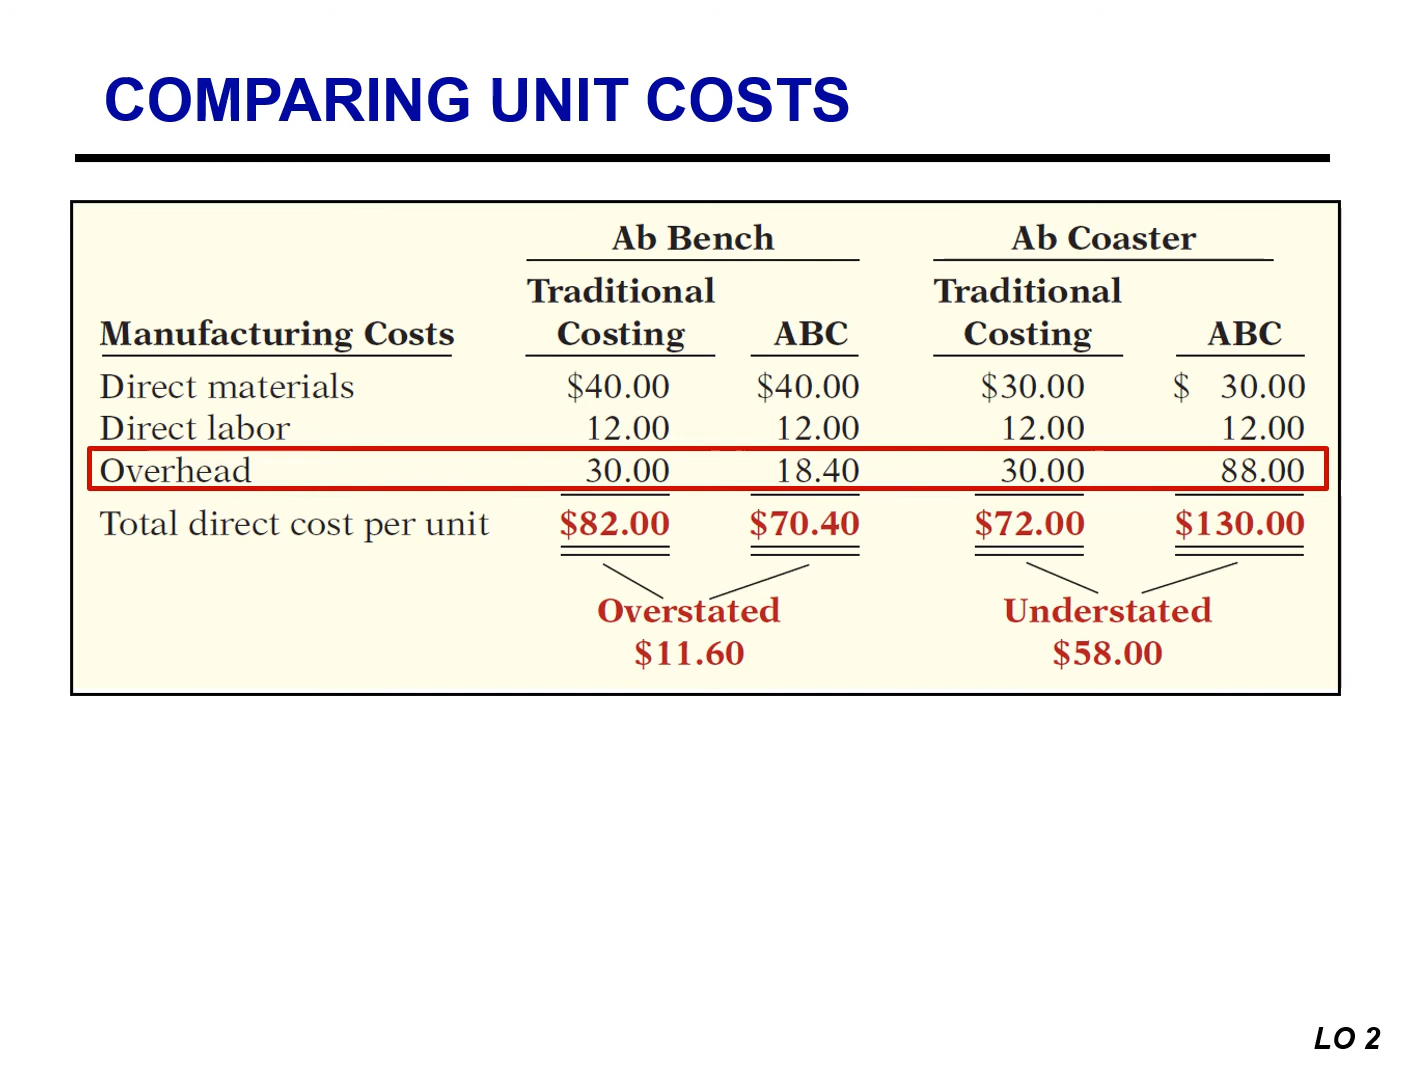 COMPARING UNIT COSTS
Ab Bench Ab Coaster
Traditional Traditional
Manufacturing Costs Costing ABC Costing ABC
Direct materials $40.00 $40.00 $30.00 $ 30.00
Direct labor 12.00 12.00 12.00 12.00
Overhead 30.00 18.40 30.00 88.00
Total direct cost per unit $82.00 $70.40 $72.00 $130.00
Overstated Understated
$11.60 $58.00
LO 2